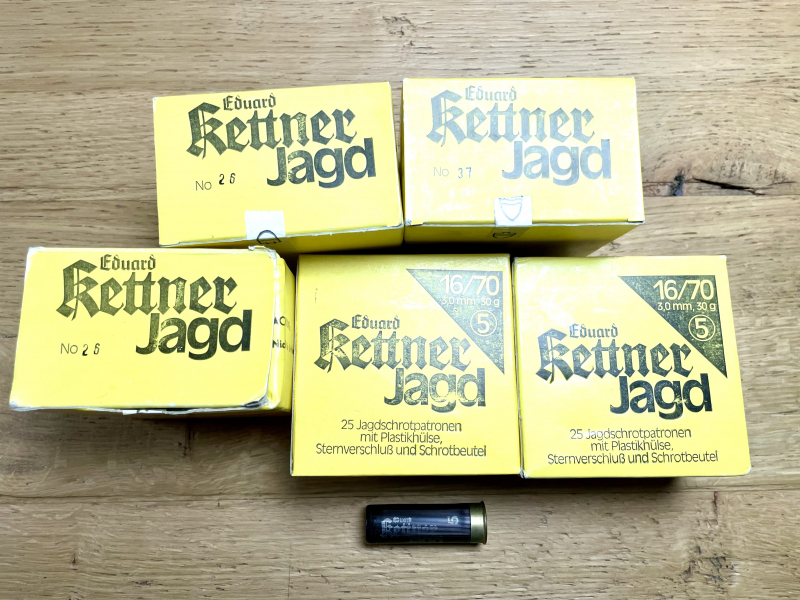 Eduard
Kettner
Jagd
No 26
Eduard
Kettner
Jagd
No 37
Eduard
Kettner
Jagd
No 26
16/70
3,0 mm, 30 g
5
Eduard
Kettner
Jagd
25 Jagdschrotpatronen
mit Plastikhülse,
Sternverschluß und Schrotbeutel
16/70
3,0 mm, 30 g
5
Eduard
Kettner
Jagd
25 Jagdschrotpatronen
mit Plastikhülse,
Sternverschluß und Schrotbeutel
Kettner
5